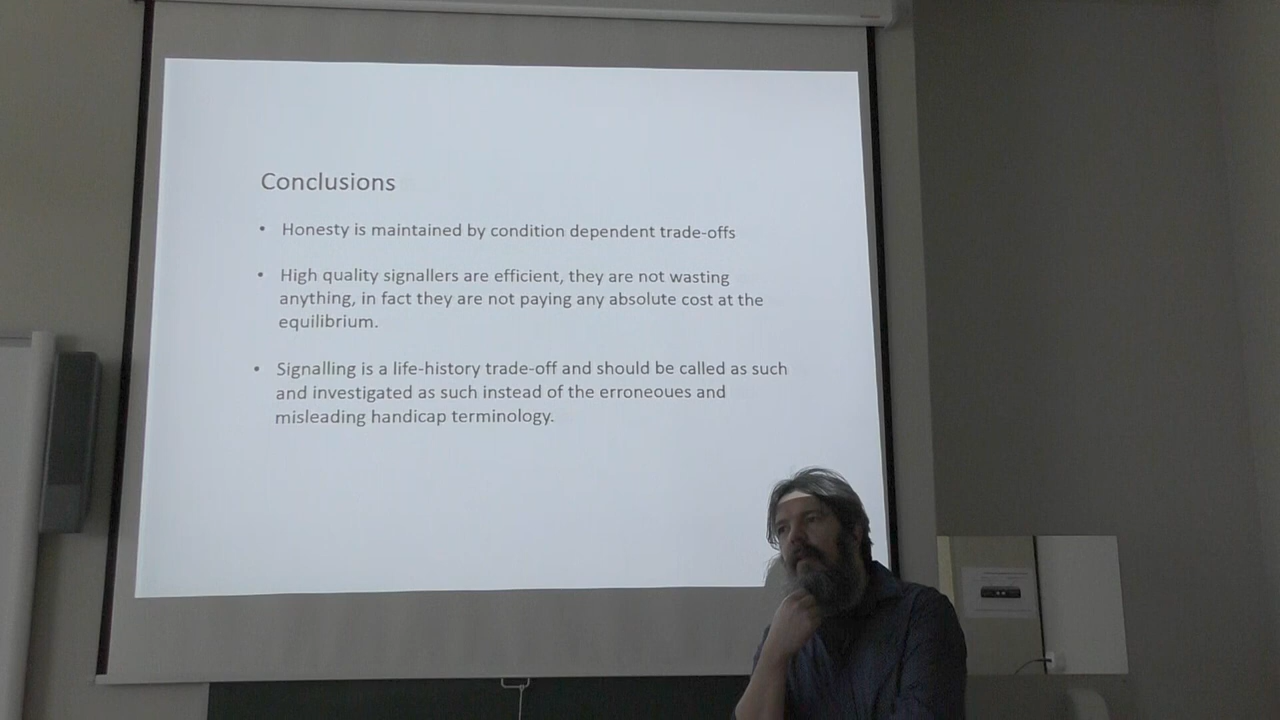 Conclusions
• Honesty is maintained by condition dependent trade-offs
• High quality signallers are efficient, they are not wasting
anything, in fact they are not paying any absolute cost at the
equilibrium.
• Signalling is a life-history trade-off and should be called as such
and investigated as such instead of the erroneoues and
misleading handicap terminology.